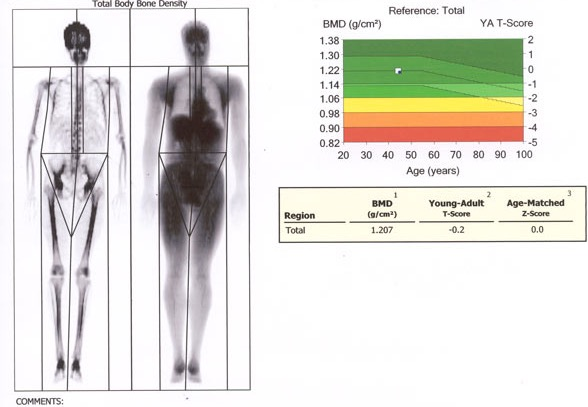 Total Body Bone Density
Reference: Total
BMD (g/cm²) YA T-Score
1.38 2
1.30 1
1.22 0
1.14 -1
1.06 -2
0.98 -3
0.90 -4
0.82 -5
20 30 40 50 60 70 80 90 100
Age (years)
1 2 3
BMD Young-Adult Age-Matched
Region (g/cm²) T-Score Z-Score
Total 1.207 -0.2 0.0
COMMENTS: